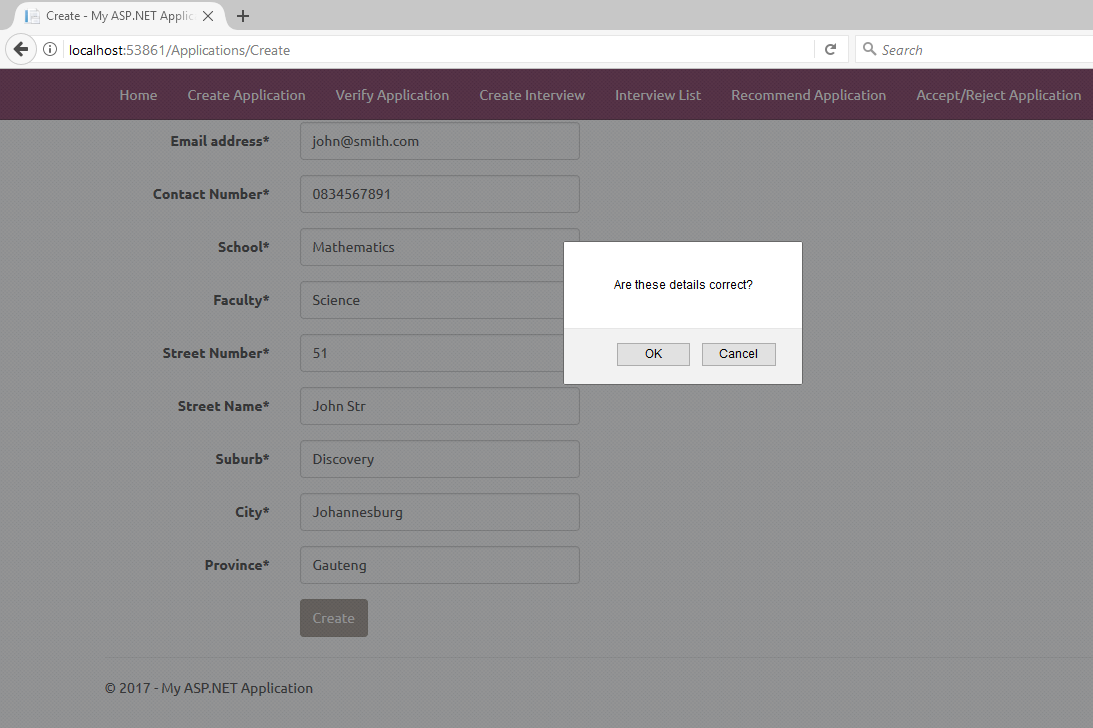 Create - My ASP.NET Applic
localhost:53861/Applications/Create
Search
Home Create Application Verify Application Create Interview Interview List Recommend Application Accept/Reject Application
Email address* john@smith.com
Contact Number* 0834567891
School* Mathematics
Faculty* Science
Street Number* 51
Street Name* John Str
Suburb* Discovery
City* Johannesburg
Province* Gauteng
Create
© 2017 - My ASP.NET Application
Are these details correct?
OK Cancel